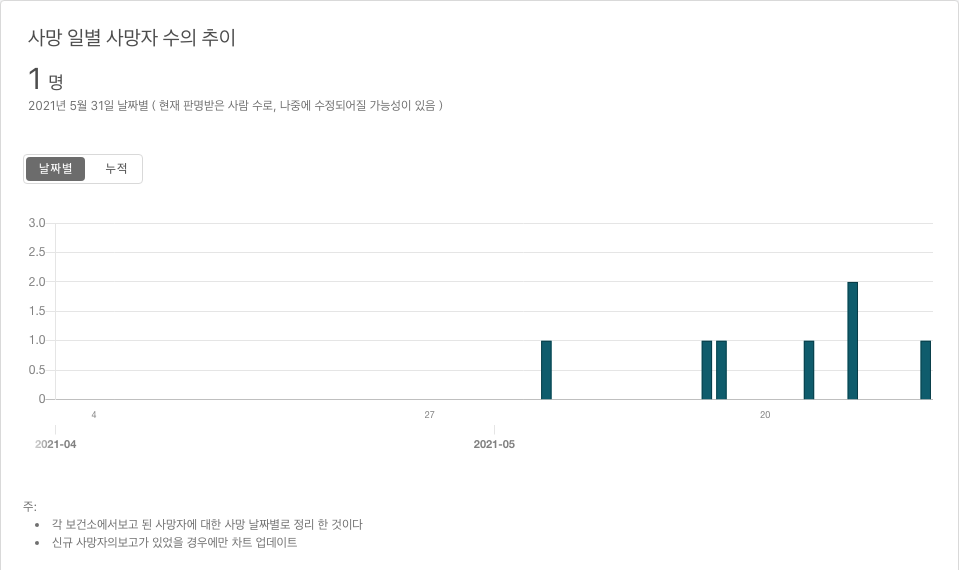 사망 일별 사망자 수의 추이
1 명
2021년 5월 31일 날짜별 ( 현재 판명받은 사람 수로, 나중에 수정되어질 가능성이 있음 )
날짜별 누적
3.0
2.5
2.0
1.5
1.0
0.5
0
4 27 20
2021-04 2021-05
주:
각 보건소에서보고 된 사망자에 대한 사망 날짜별로 정리 한 것이다
신규 사망자의보고가 있었을 경우에만 차트 업데이트